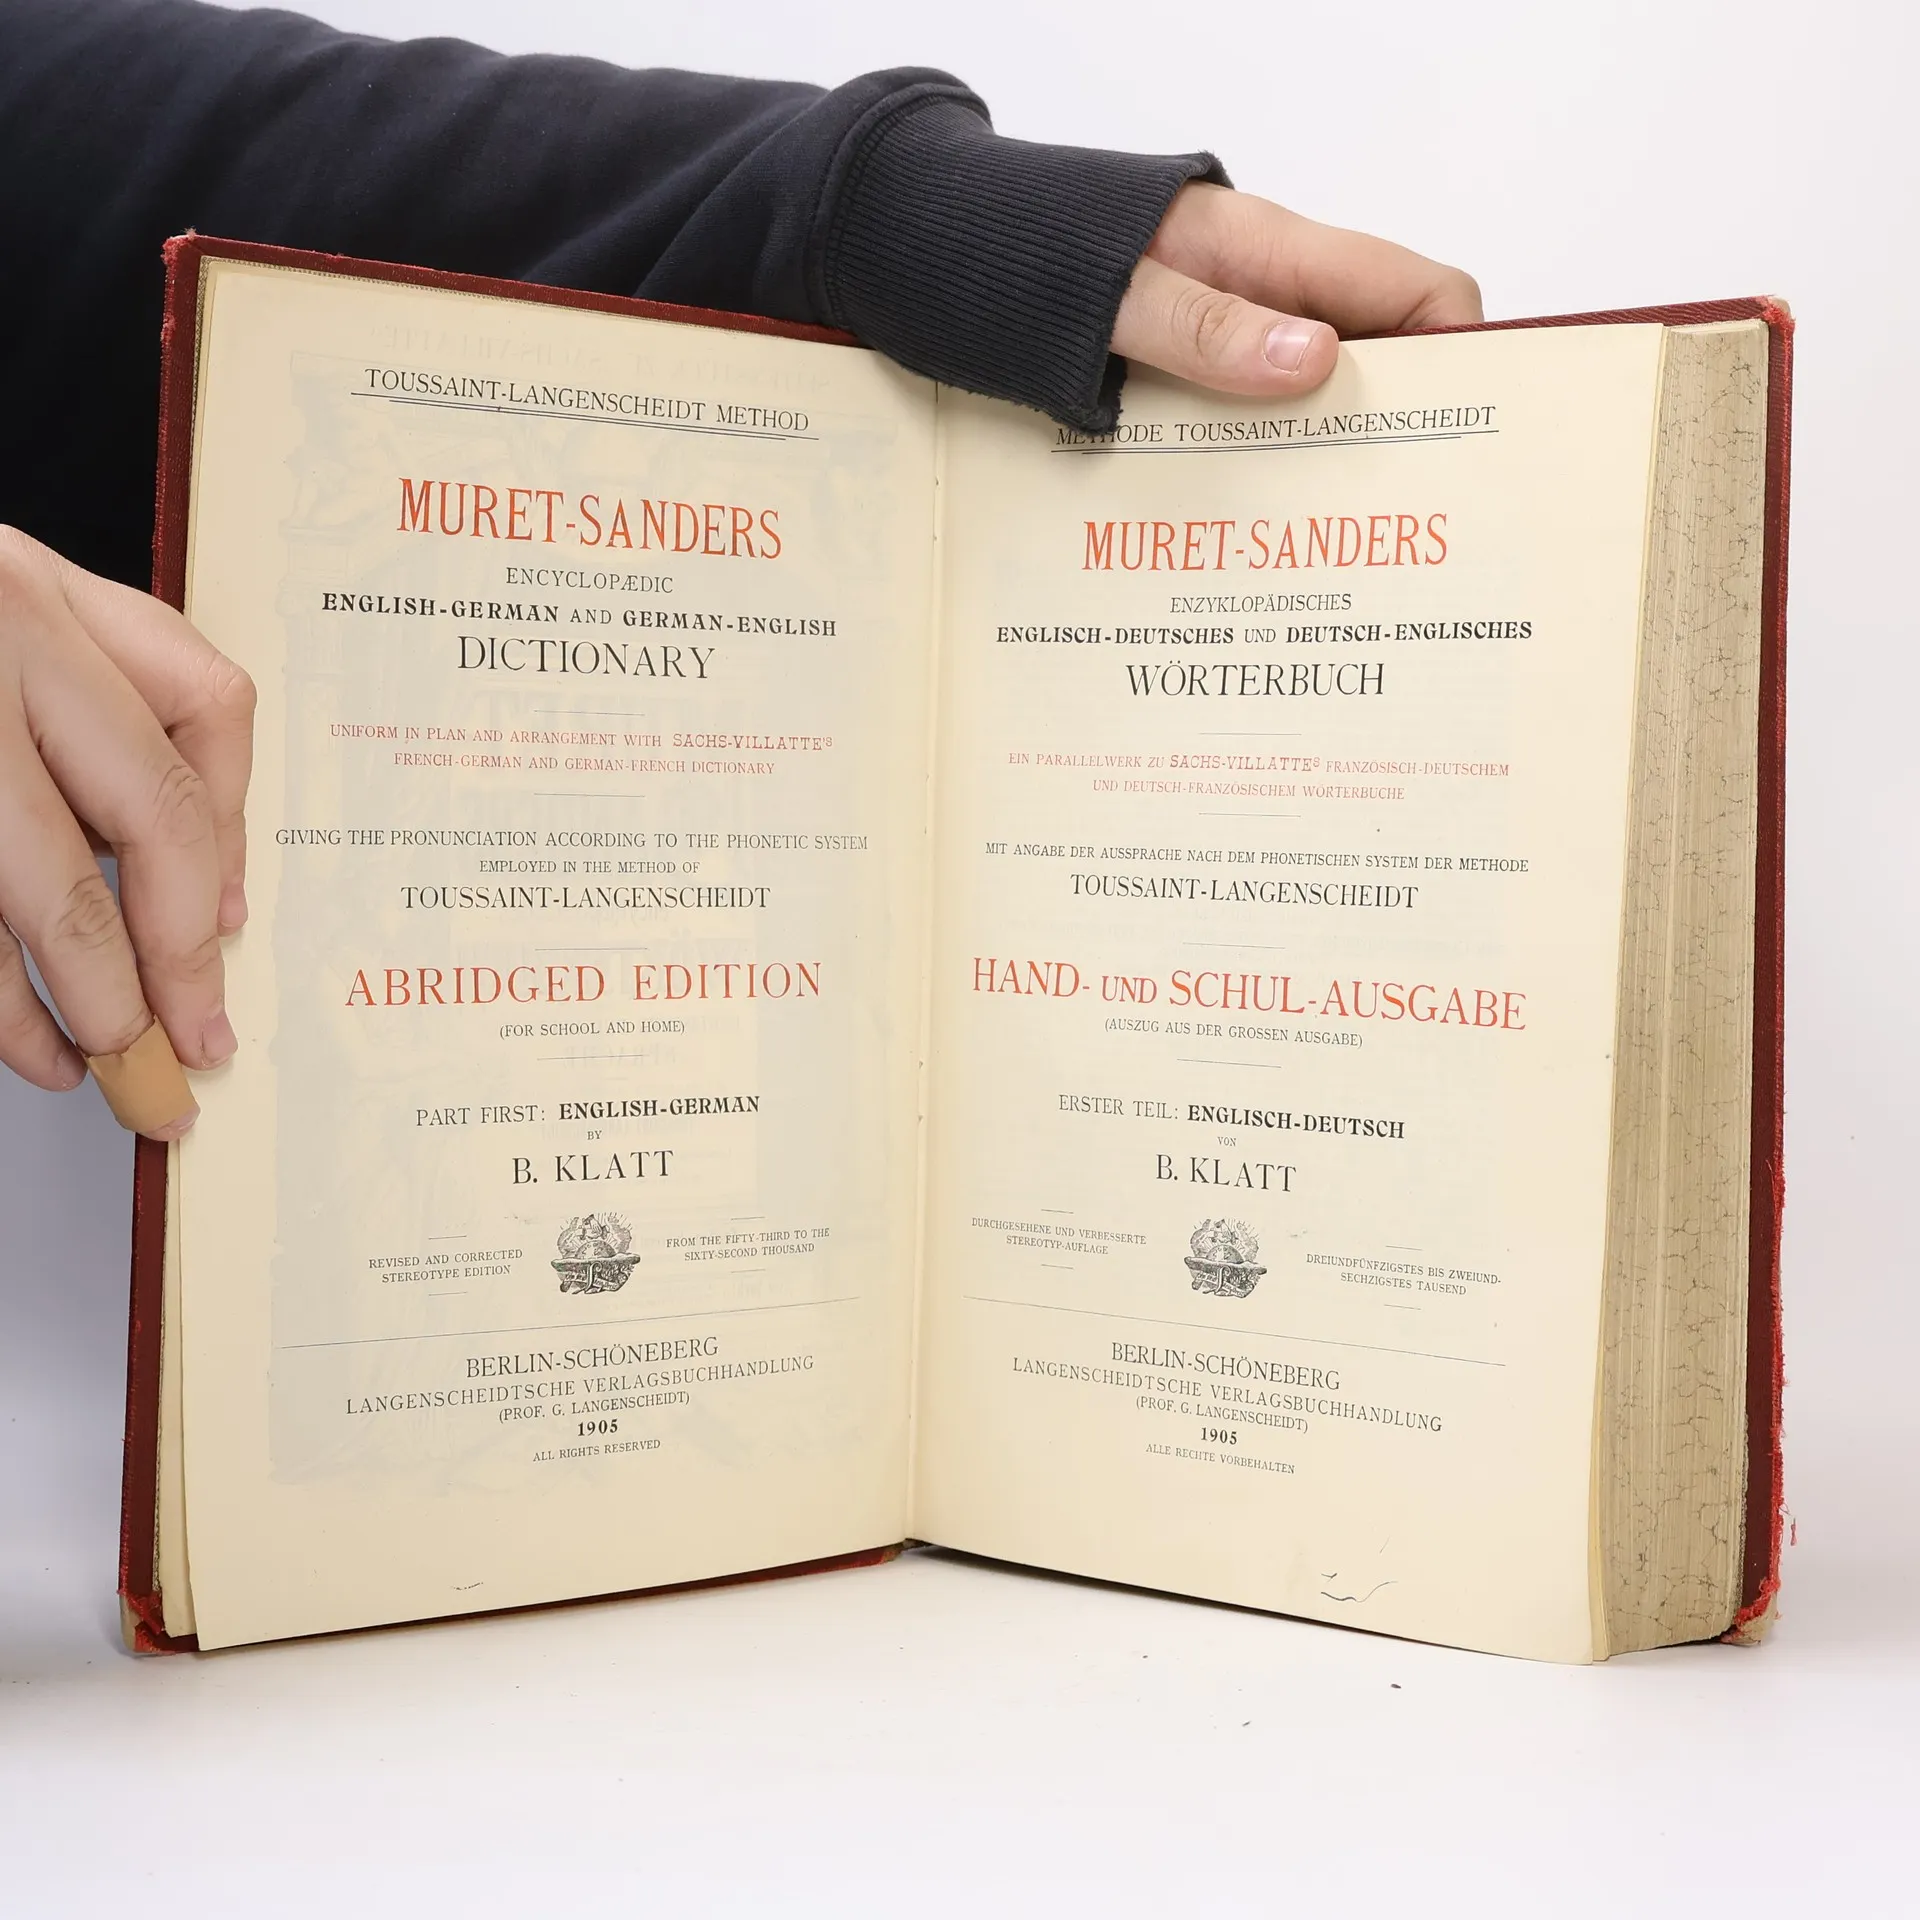 TOUSSAINT-LANGENSCHEIDT METHOD
MURET-SANDERS
ENCYCLOPÆDIC
ENGLISH-GERMAN AND GERMAN-ENGLISH
DICTIONARY
UNIFORM IN PLAN AND ARRANGEMENT WITH SACHS-VILLATTE'S
FRENCH-GERMAN AND GERMAN-FRENCH DICTIONARY
GIVING THE PRONUNCIATION ACCORDING TO THE PHONETIC SYSTEM
EMPLOYED IN THE METHOD OF
TOUSSAINT-LANGENSCHEIDT
ABRIDGED EDITION
(FOR SCHOOL AND HOME)
PART FIRST: ENGLISH-GERMAN
BY
B. KLATT
REVISED AND CORRECTED
STEREOTYPE EDITION
FROM THE FIFTY-THIRD TO THE
SIXTY-SECOND THOUSAND
BERLIN-SCHÖNEBERG
LANGENSCHEIDTSCHE VERLAGSBUCHHANDLUNG
(PROF. G. LANGENSCHEIDT)
1905
ALL RIGHTS RESERVED
METHODE TOUSSAINT-LANGENSCHEIDT
MURET-SANDERS
ENZYKLOPÄDISCHES
ENGLISCH-DEUTSCHES UND DEUTSCH-ENGLISCHES
WÖRTERBUCH
EIN PARALLELWERK ZU SACHS-VILLATTES FRANZÖSISCH-DEUTSCHEM
UND DEUTSCH-FRANZÖSISCHEM WÖRTERBUCHE
MIT ANGABE DER AUSSPRACHE NACH DEM PHONETISCHEN SYSTEM DER METHODE
TOUSSAINT-LANGENSCHEIDT
HAND- UND SCHUL-AUSGABE
(AUSZUG AUS DER GROSSEN AUSGABE)
ERSTER TEIL: ENGLISCH-DEUTSCH
VON
B. KLATT
DURCHGESEHENE UND VERBESSERTE
STEREOTYP-AUFLAGE
DREIUNDFÜNFZIGSTES BIS ZWEIUND-
SECHZIGSTES TAUSEND
BERLIN-SCHÖNEBERG
LANGENSCHEIDTSCHE VERLAGSBUCHHANDLUNG
(PROF. G. LANGENSCHEIDT)
1905
ALLE RECHTE VORBEHALTEN